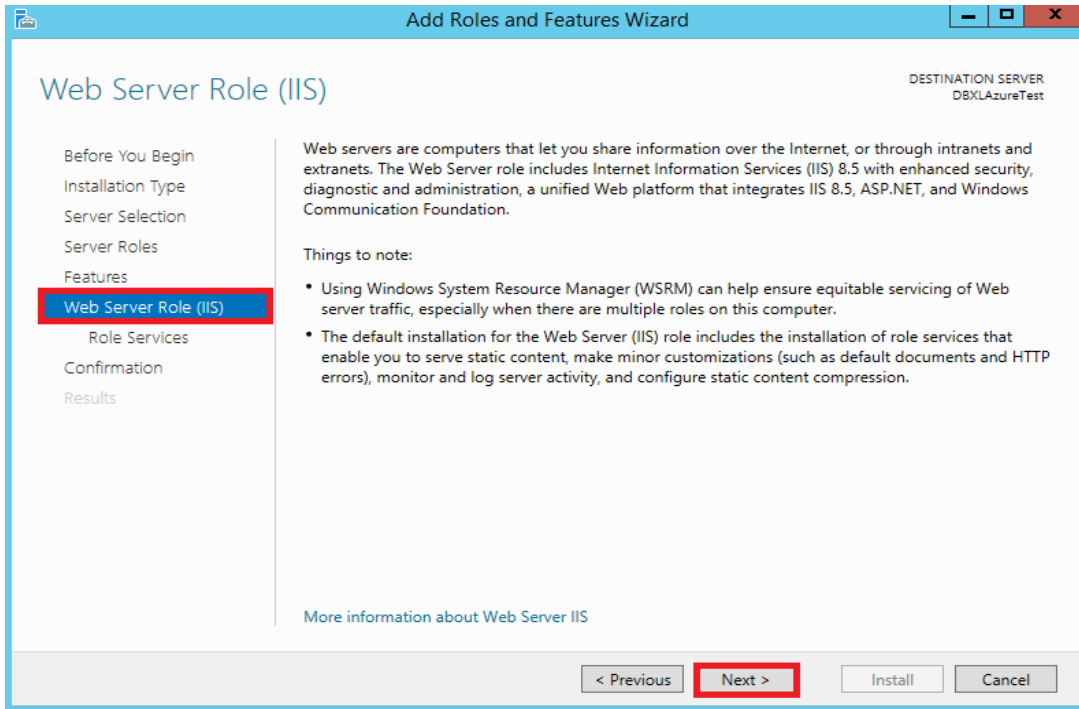 Add Roles and Features Wizard
Web Server Role (IIS)
DESTINATION SERVER
DBXLAzureTest
Before You Begin
Installation Type
Server Selection
Server Roles
Features
Web Server Role (IIS)
Role Services
Confirmation
Results
Web servers are computers that let you share information over the Internet, or through intranets and
extranets. The Web Server role includes Internet Information Services (IIS) 8.5 with enhanced security,
diagnostic and administration, a unified Web platform that integrates IIS 8.5, ASP.NET, and Windows
Communication Foundation.
Things to note:
• Using Windows System Resource Manager (WSRM) can help ensure equitable servicing of Web
server traffic, especially when there are multiple roles on this computer.
• The default installation for the Web Server (IIS) role includes the installation of role services that
enable you to serve static content, make minor customizations (such as default documents and HTTP
errors), monitor and log server activity, and configure static content compression.
More information about Web Server IIS
< Previous
Next >
Install
Cancel